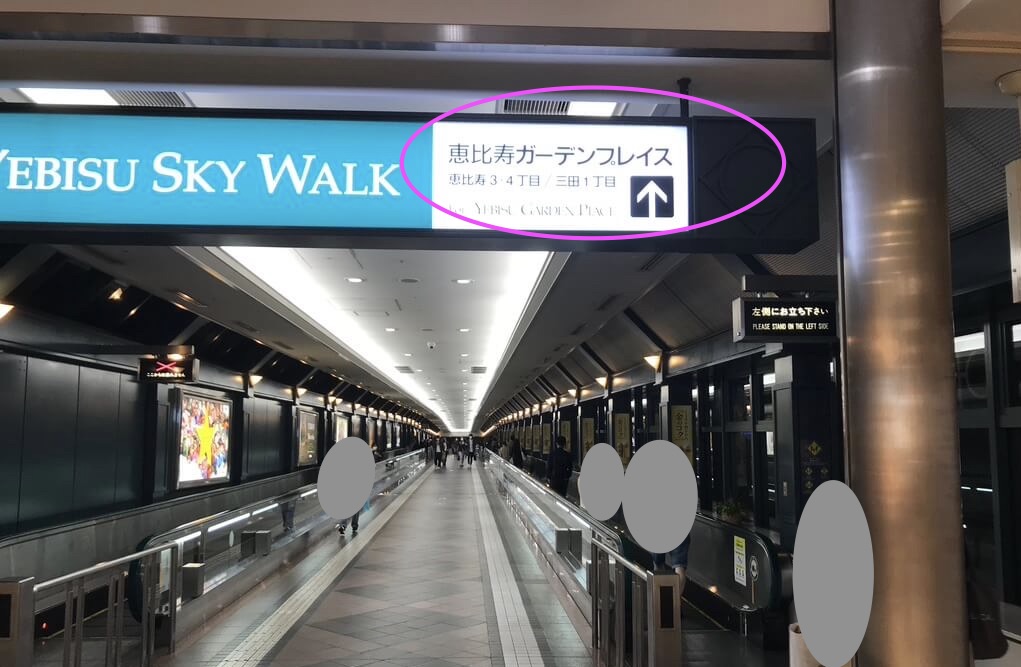 YEBISU SKY WALK
恵比寿ガーデンプレイス
恵比寿3・4丁目/三田1丁目
for YEBISU GARDEN PLACE
左側にお立ち下さい
PLEASE STAND ON THE LEFT SIDE